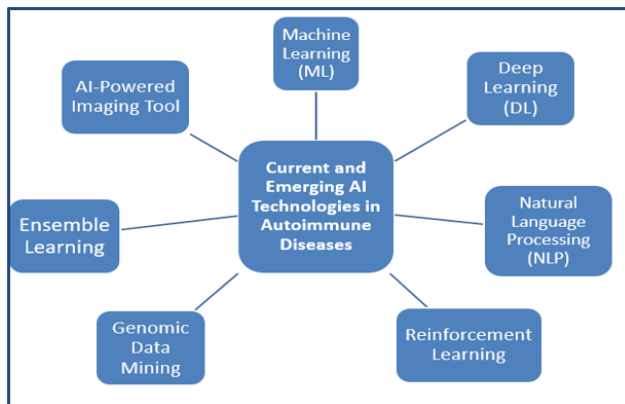 Machine
Learning
(ML)
AI-Powered
Imaging Tool
Deep
Learning
(DL)
Current and
Emerging AI
Technologies in
Autoimmune
Diseases
Natural
Language
Processing
(NLP)
Ensemble
Learning
Genomic
Data
Mining
Reinforcement
Learning